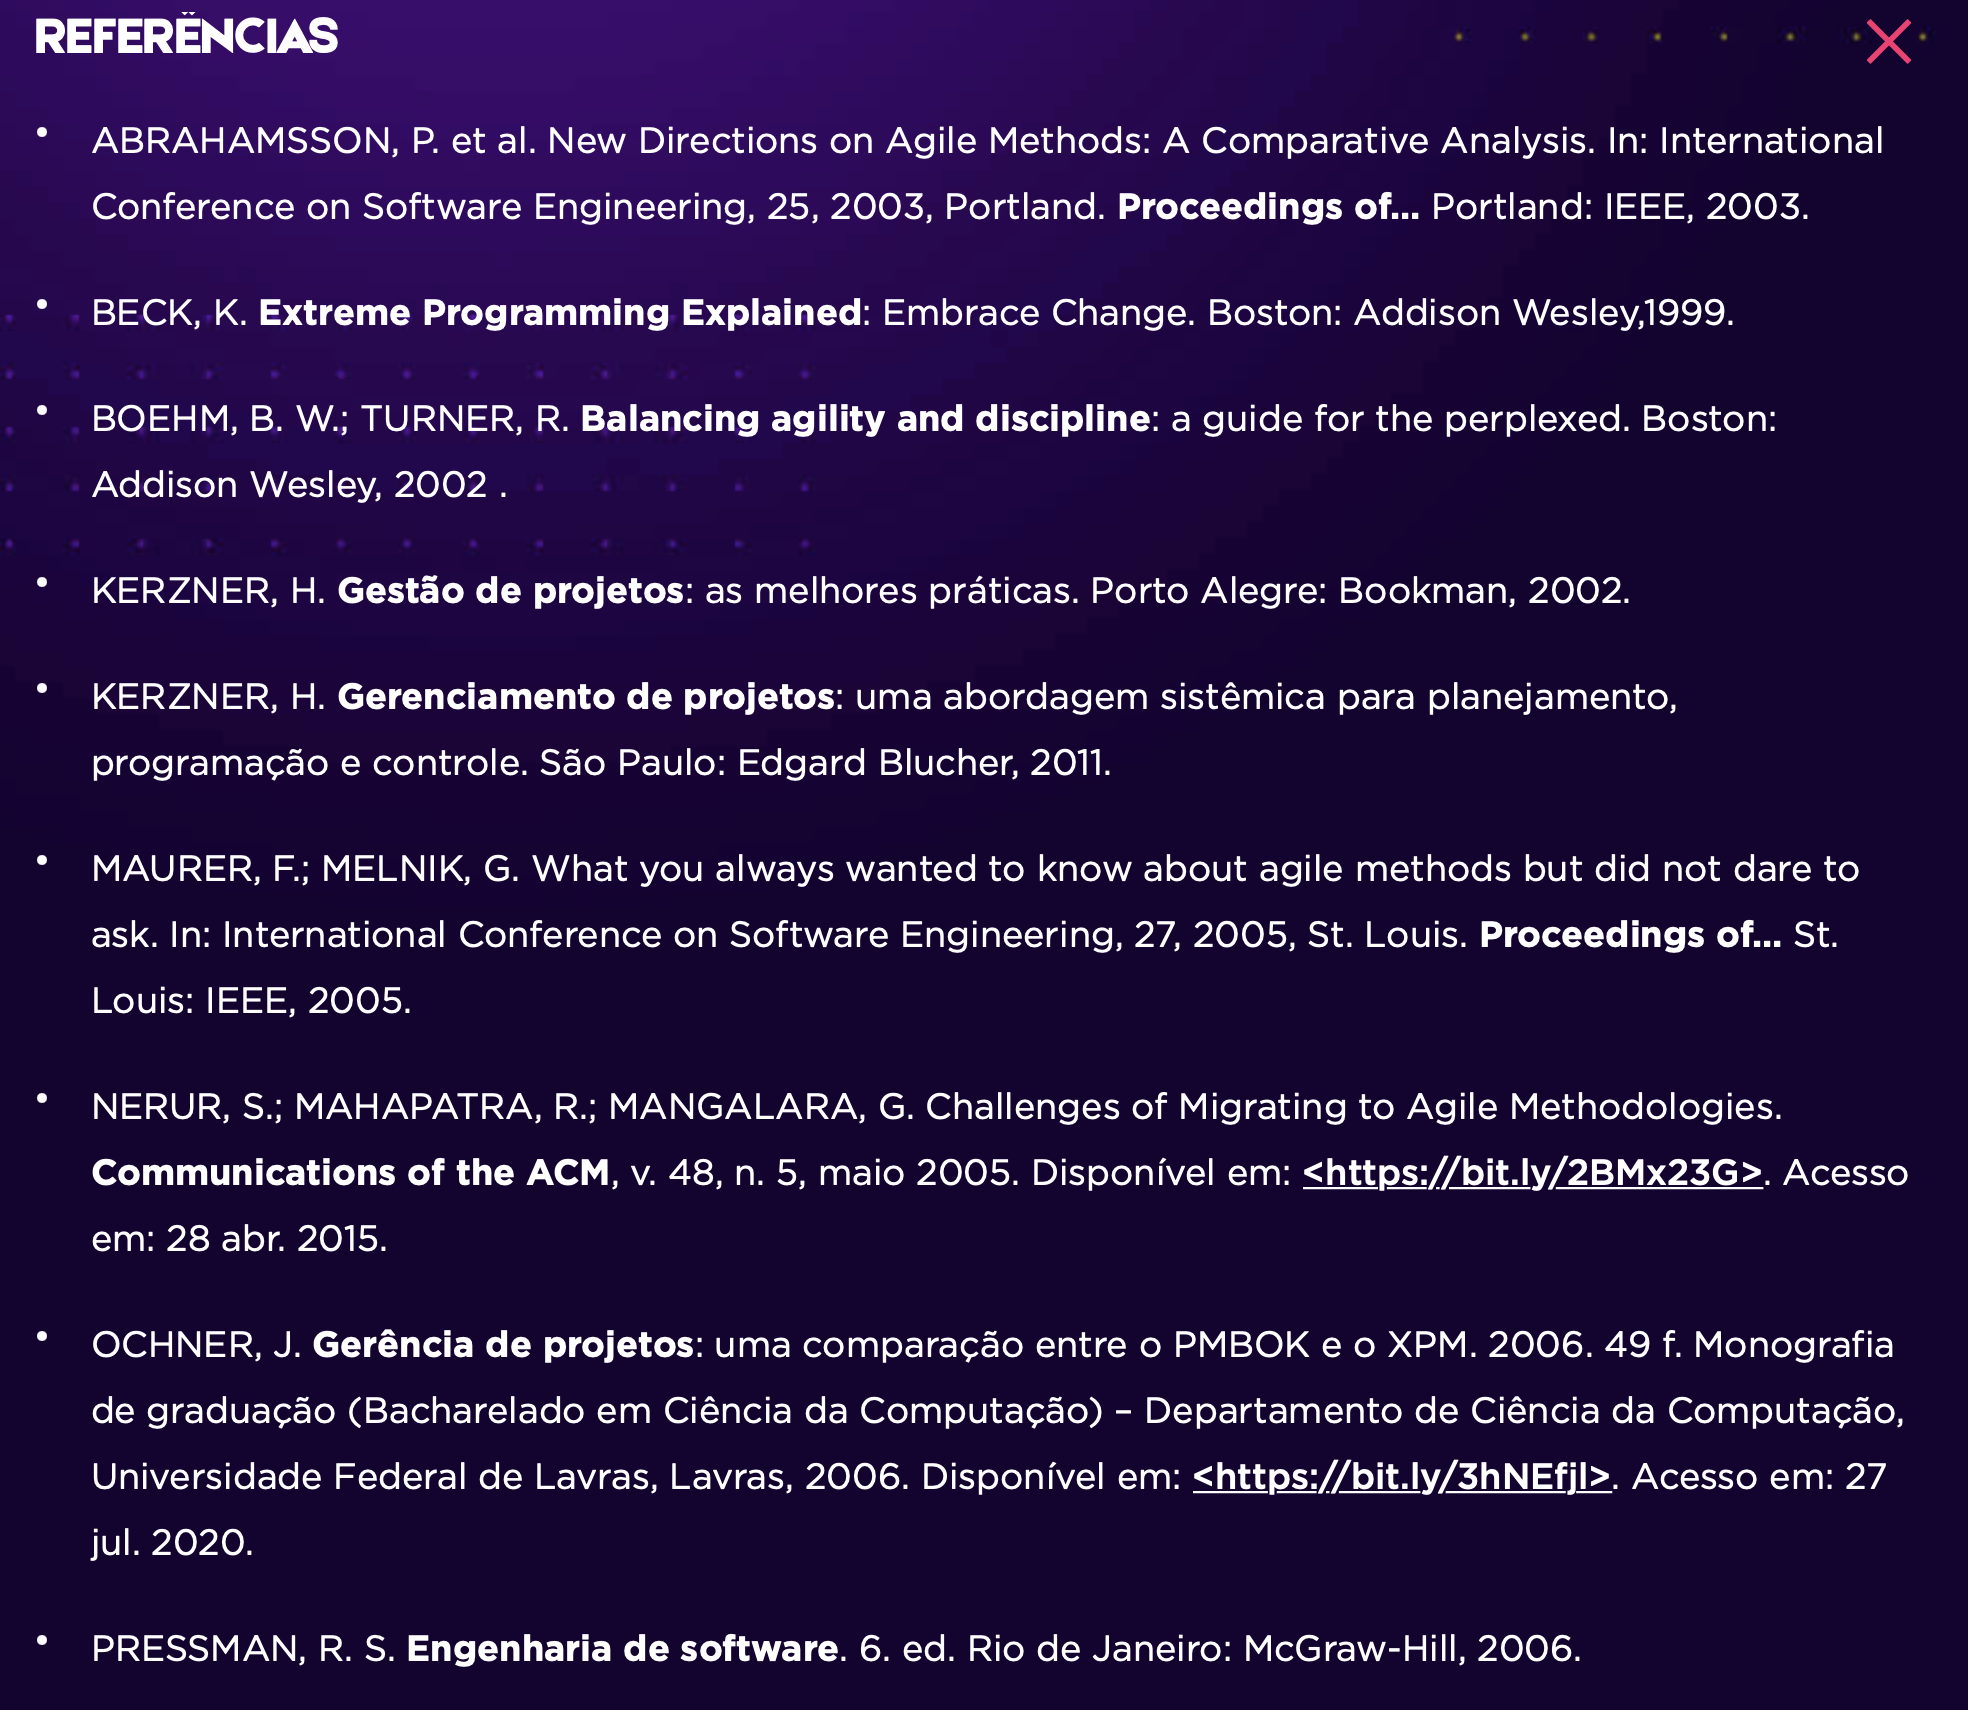 REFERÊNCIAS
• ABRAHAMSSON, P. et al. New Directions on Agile Methods: A Comparative Analysis. In: International
Conference on Software Engineering, 25, 2003, Portland. Proceedings of... Portland: IEEE, 2003.
• BECK, K. Extreme Programming Explained: Embrace Change. Boston: Addison Wesley,1999.
• BOEHM, B. W.; TURNER, R. Balancing agility and discipline: a guide for the perplexed. Boston:
Addison Wesley, 2002 .
• KERZNER, H. Gestão de projetos: as melhores práticas. Porto Alegre: Bookman, 2002.
• KERZNER, H. Gerenciamento de projetos: uma abordagem sistêmica para planejamento,
programação e controle. São Paulo: Edgard Blucher, 2011.
• MAURER, F.; MELNIK, G. What you always wanted to know about agile methods but did not dare to
ask. In: International Conference on Software Engineering, 27, 2005, St. Louis. Proceedings of... St.
Louis: IEEE, 2005.
• NERUR, S.; MAHAPATRA, R.; MANGALARA, G. Challenges of Migrating to Agile Methodologies.
Communications of the ACM, v. 48, n. 5, maio 2005. Disponível em: <https://bit.ly/2BMx23G>. Acesso
em: 28 abr. 2015.
• OCHNER, J. Gerência de projetos: uma comparação entre o PMBOK e o XPM. 2006. 49 f. Monografia
de graduação (Bacharelado em Ciência da Computação) – Departamento de Ciência da Computação,
Universidade Federal de Lavras, Lavras, 2006. Disponível em: <https://bit.ly/3hNEfjl>. Acesso em: 27
jul. 2020.
• PRESSMAN, R. S. Engenharia de software. 6. ed. Rio de Janeiro: McGraw-Hill, 2006.